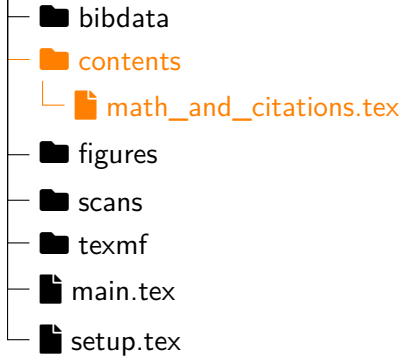 bibdata
contents
math_and_citations.tex
figures
scans
texmf
main.tex
setup.tex